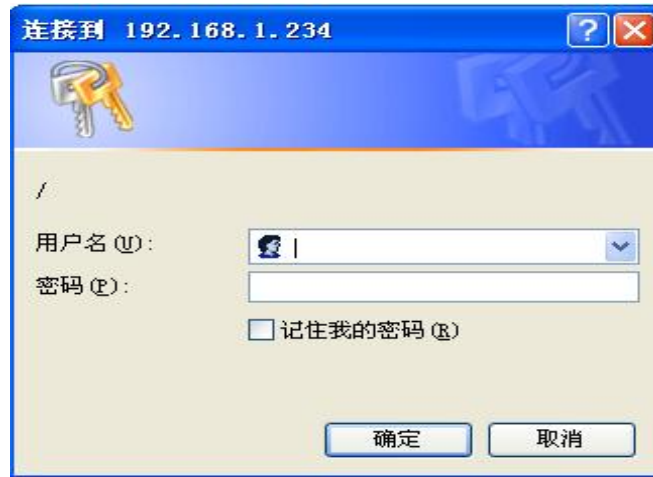 连接到 192.168.1.234
/
用户名(U):
密码(P):
记住我的密码(R)
确定 取消